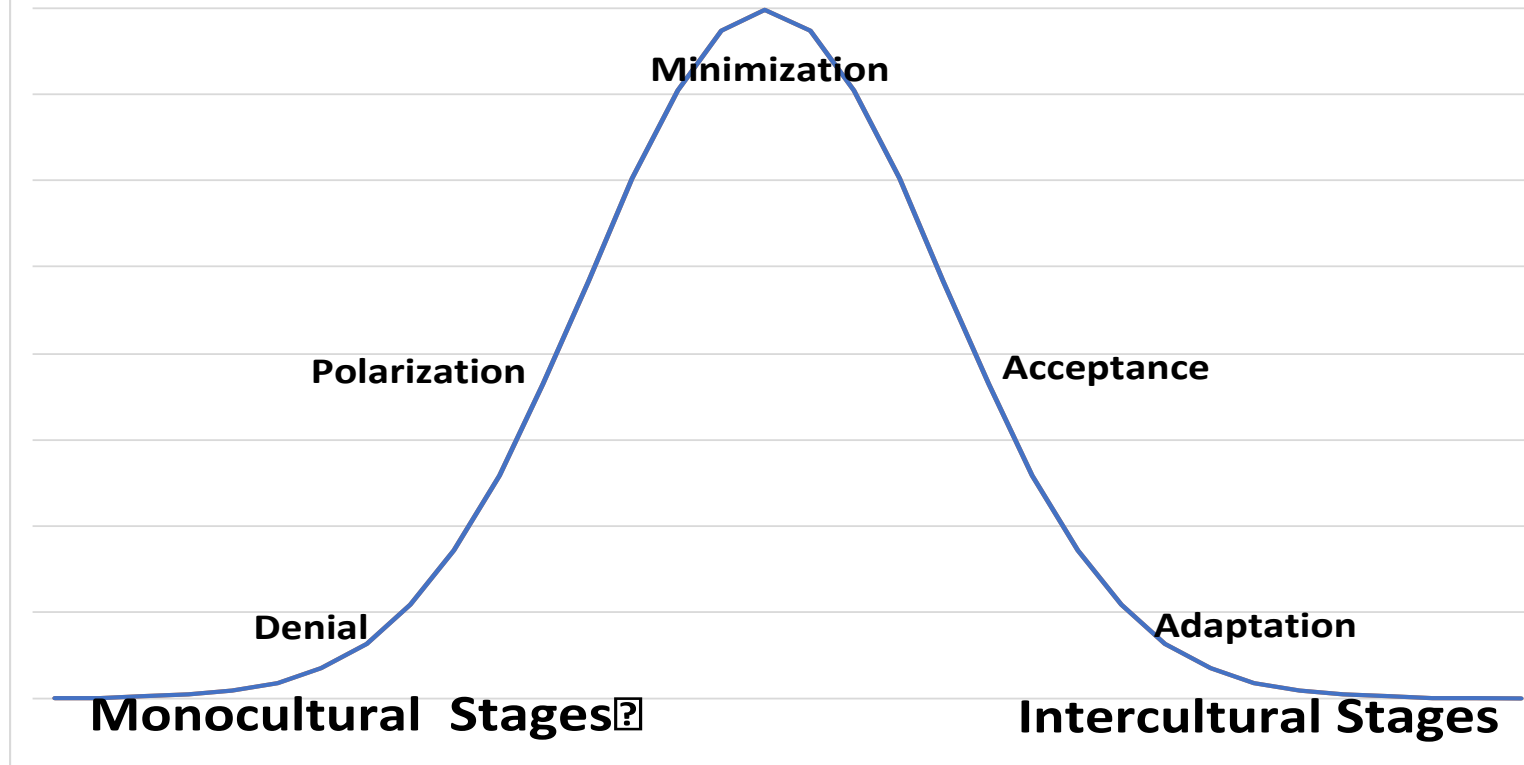 Minimization
Polarization
Acceptance
Denial
Adaptation
Monocultural  Stages⍰
Intercultural Stages